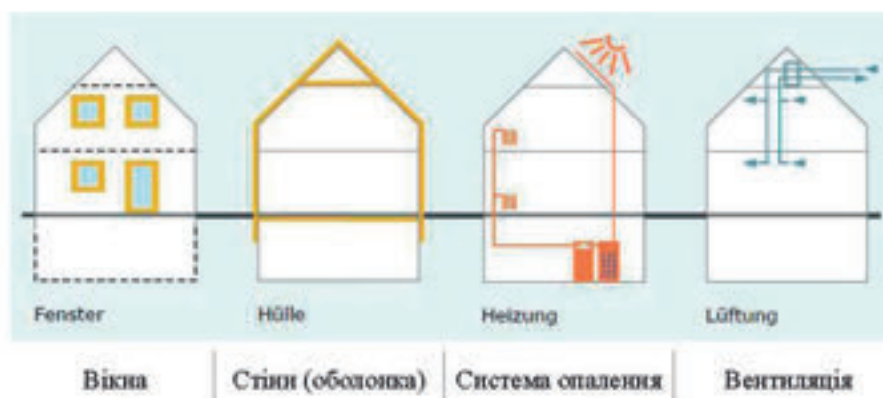 Fenster Hülle Heizung Lüftung
Вікна Стіни (оболонка) Система опалення Вентиляція